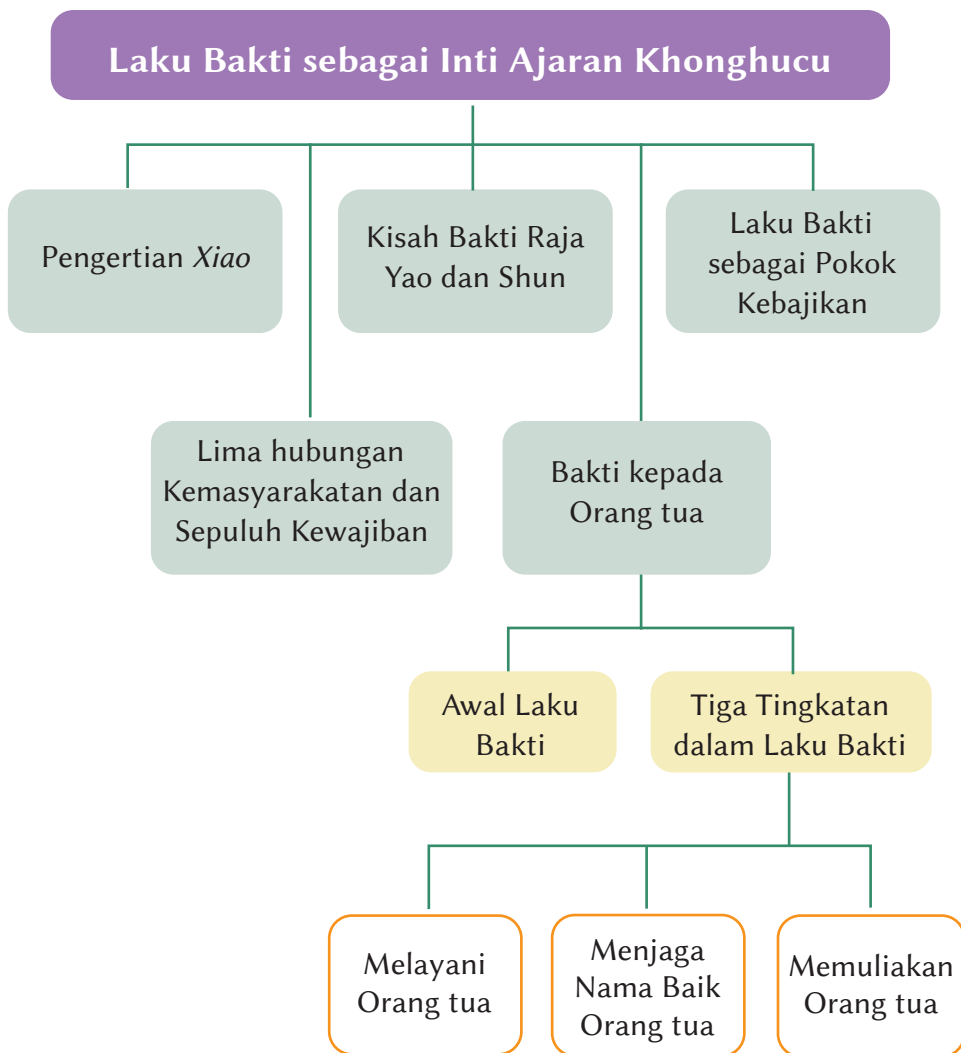 Laku Bakti sebagai Inti Ajaran Khonghucu
Pengertian Xiao
Kisah Bakti Raja
Yao dan Shun
Laku Bakti
sebagai Pokok
Kebajikan
Lima hubungan
Kemasyarakatan dan
Sepuluh Kewajiban
Bakti kepada
Orang tua
Awal Laku
Bakti
Tiga Tingkatan
dalam Laku Bakti
Melayani
Orang tua
Menjaga
Nama Baik
Orang tua
Memuliakan
Orang tua